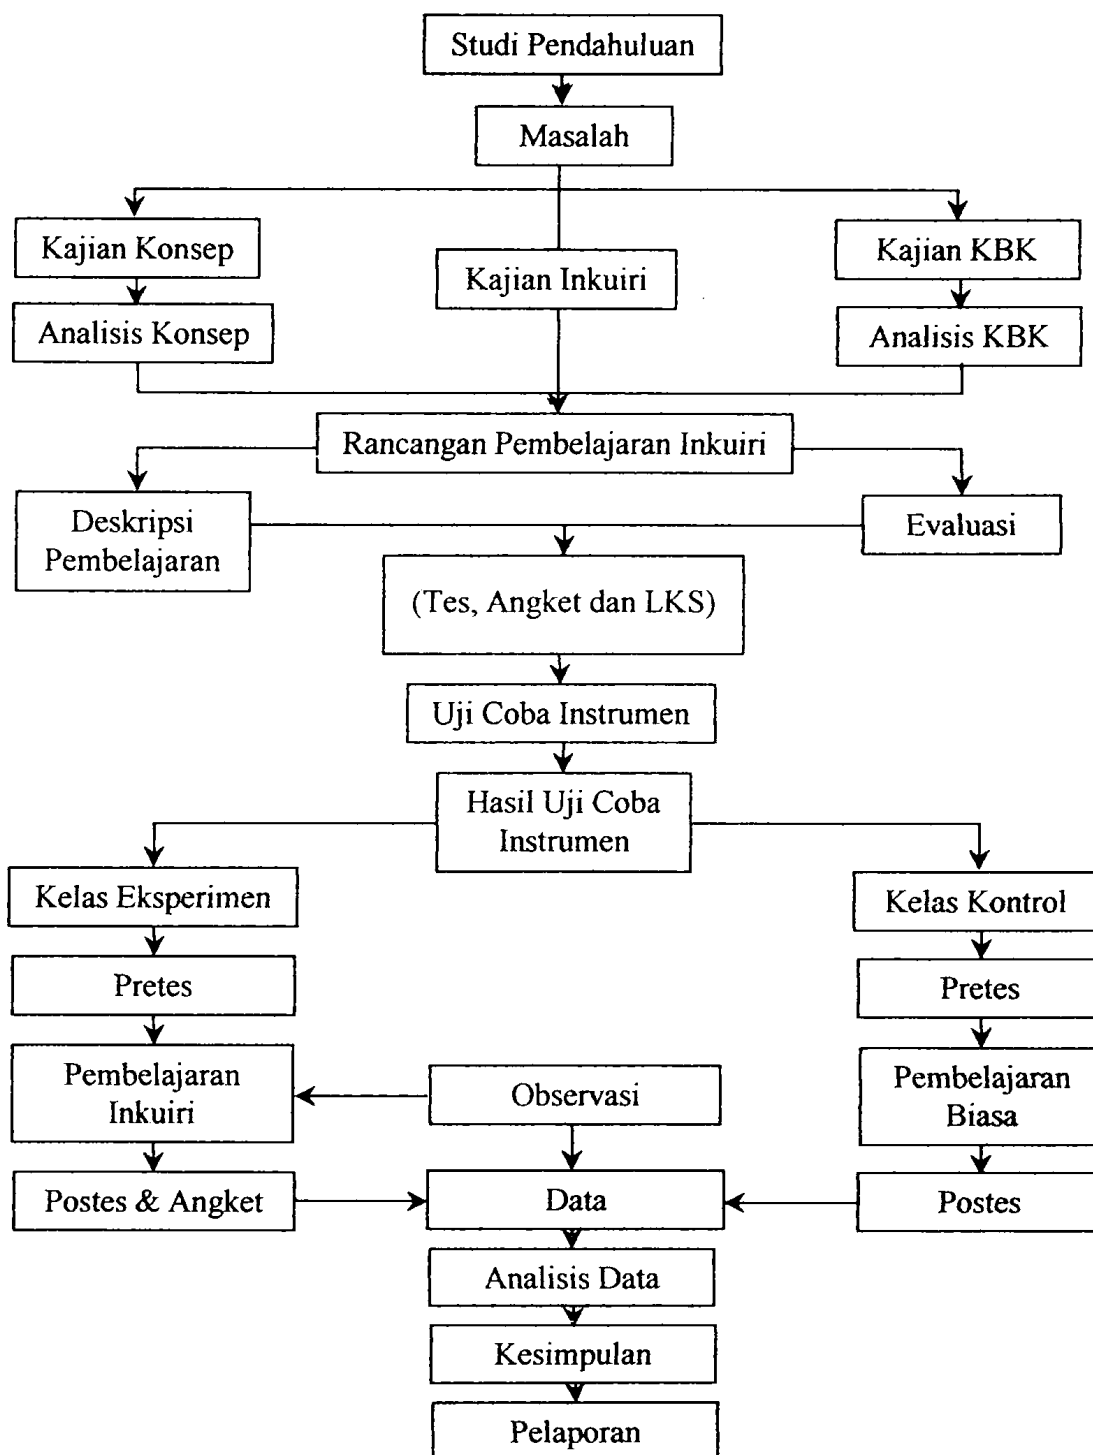 Studi Pendahuluan
Masalah
Kajian Konsep
Kajian Inkuiri
Kajian KBK
Analisis Konsep
Analisis KBK
Rancangan Pembelajaran Inkuiri
Deskripsi
Pembelajaran
Evaluasi
(Tes, Angket dan LKS)
Uji Coba Instrumen
Hasil Uji Coba
Instrumen
Kelas Eksperimen
Kelas Kontrol
Pretes
Pretes
Pembelajaran
Inkuiri
Observasi
Pembelajaran
Biasa
Postes & Angket
Data
Postes
Analisis Data
Kesimpulan
Pelaporan